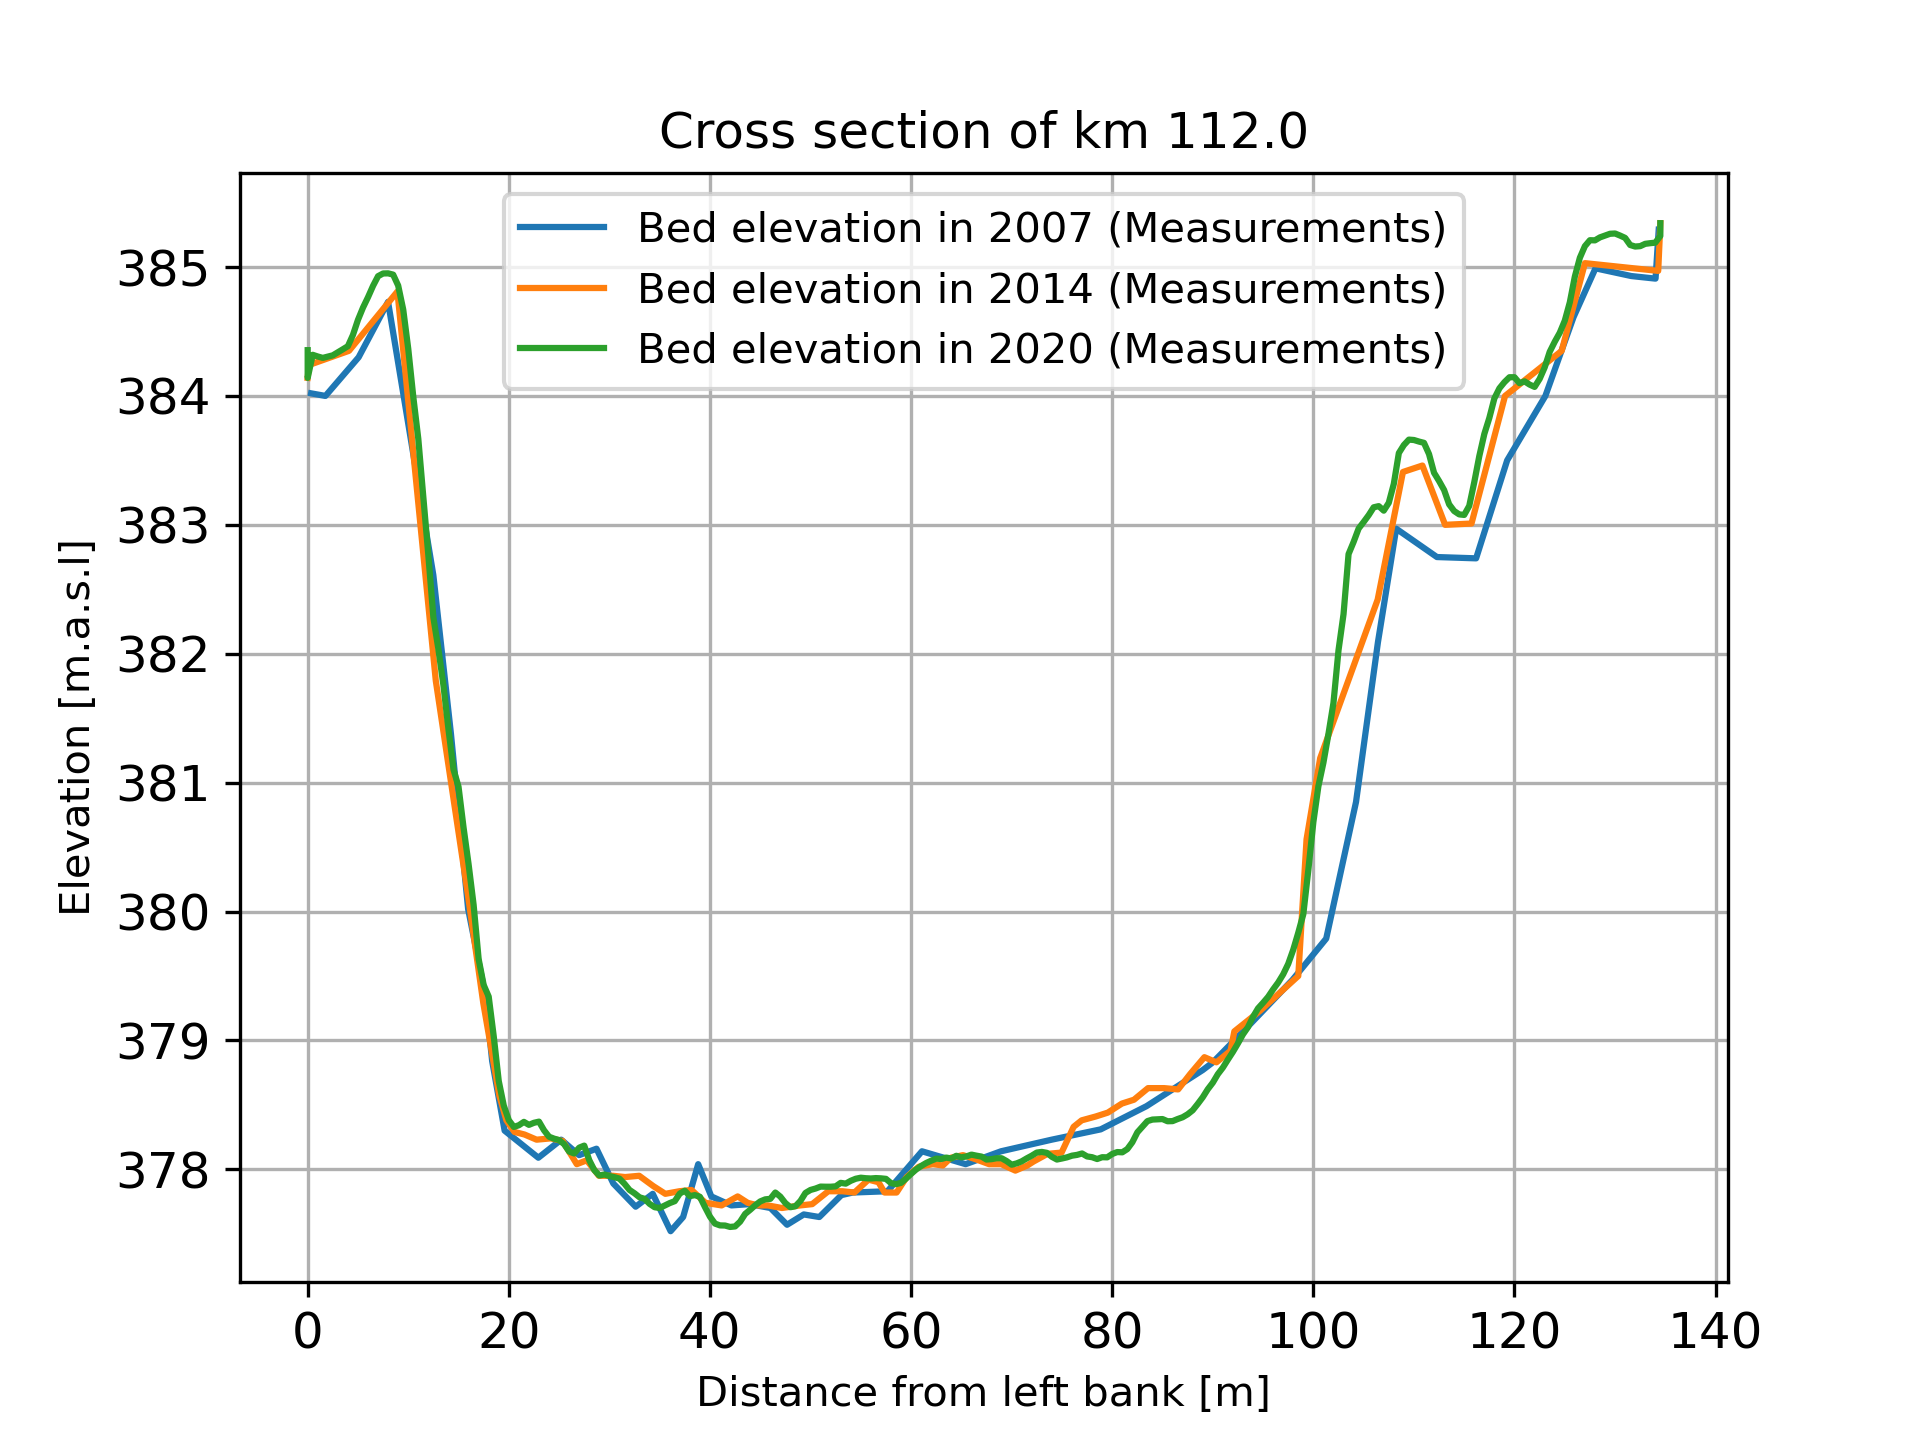 Cross section of km 112.0
Bed elevation in 2007 (Measurements)
Bed elevation in 2014 (Measurements)
Bed elevation in 2020 (Measurements)
385
384
383
382
381
380
379
378
Elevation [m.a.s.l]
0 20 40 60 80 100 120 140
Distance from left bank [m]